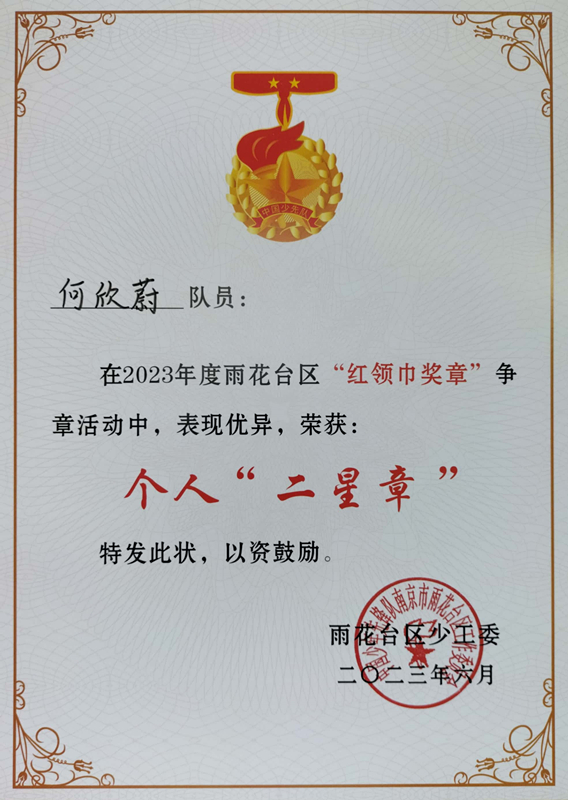 中国少先队
何欣蔚 队员：
在2023年度雨花台区“红领巾奖章”争
章活动中，表现优异，荣获：
个人“二星章”
特发此状，以资鼓励。
雨花台区少工委
二〇二三年六月